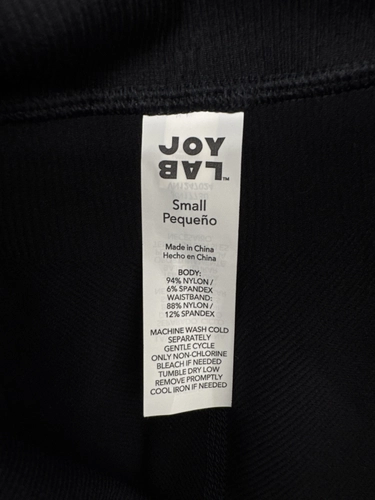 JOY
LAB™
Small
Pequeño
Made in China
Hecho en China
BODY:
94% NYLON /
6% SPANDEX
WAISTBAND:
88% NYLON /
12% SPANDEX
MACHINE WASH COLD
SEPARATELY
GENTLE CYCLE
ONLY NON-CHLORINE
BLEACH IF NEEDED
TUMBLE DRY LOW
REMOVE PROMPTLY
COOL IRON IF NEEDED